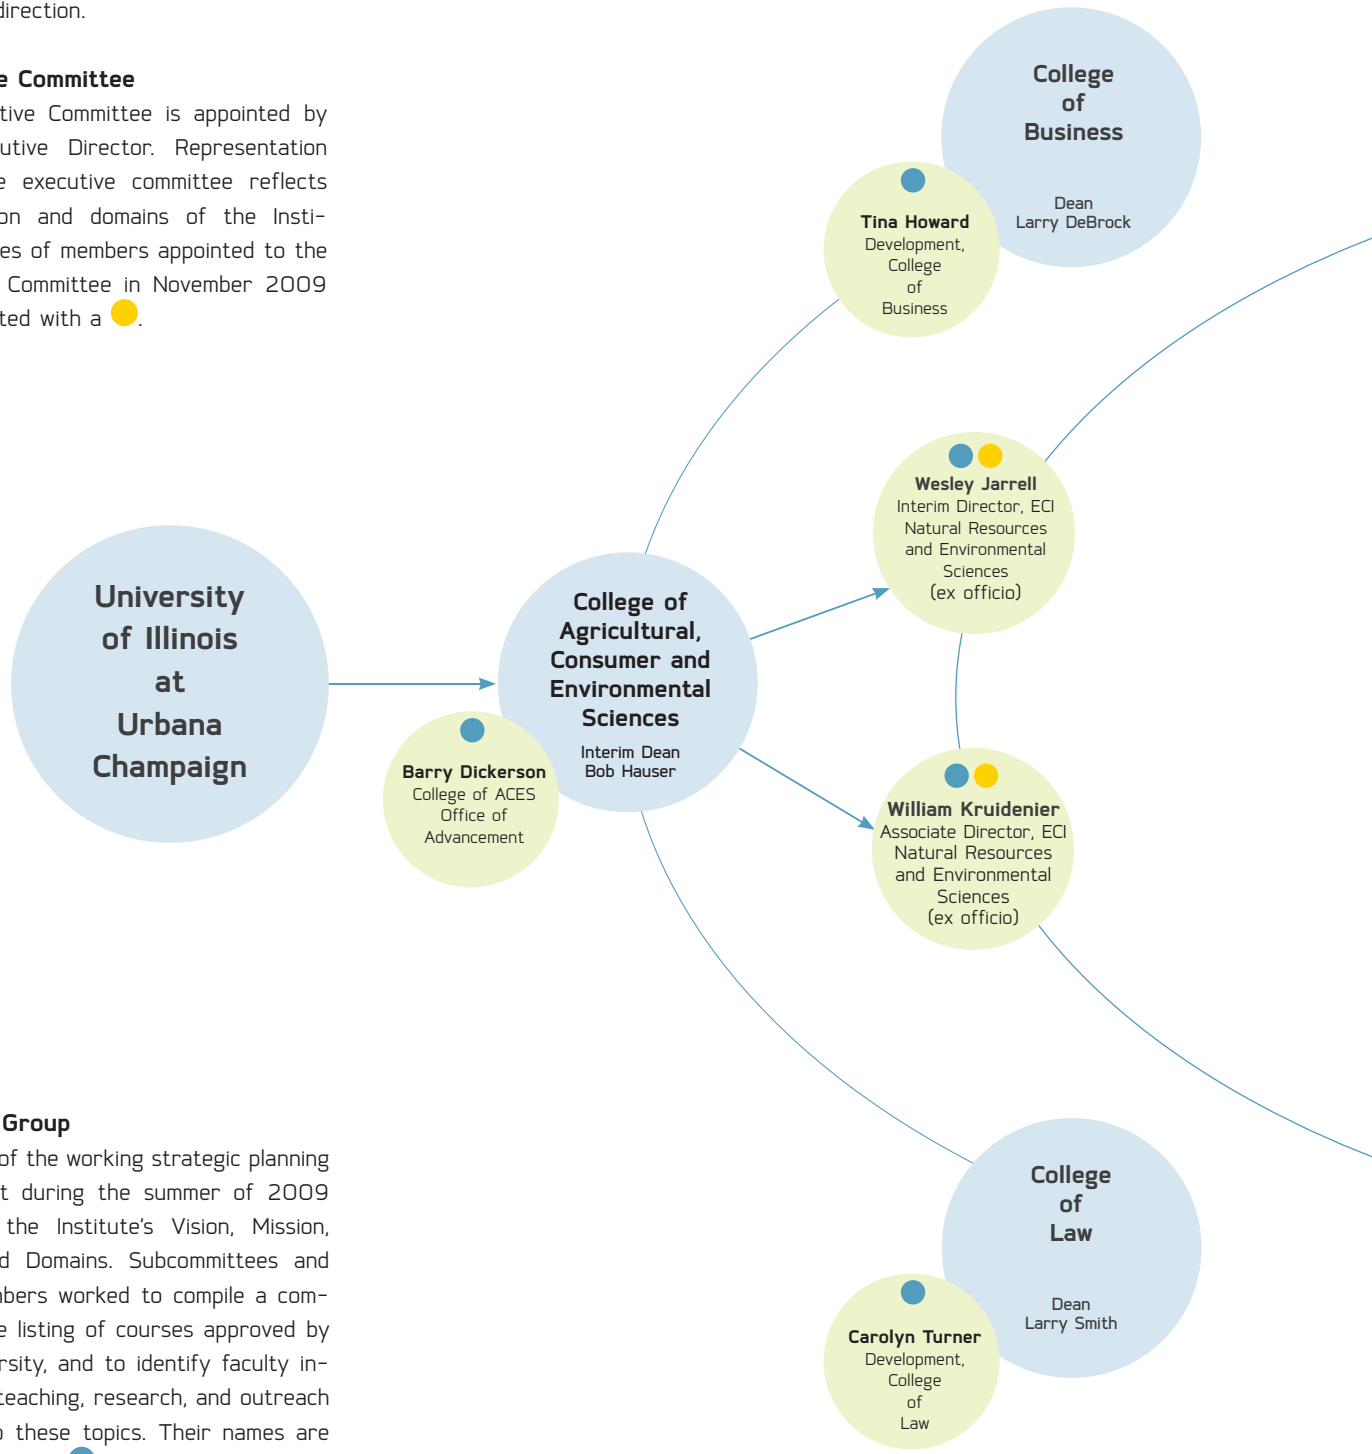 direction.
e Committee
tive Committee is appointed by
utive Director. Representation
e executive committee reflects
on and domains of the Insti-
es of members appointed to the
Committee in November 2009
ted with a .
College
of
Business
Dean
Larry DeBrock
Tina Howard
Development,
College
of
Business
Wesley Jarrell
Interim Director, ECI
Natural Resources
and Environmental
Sciences
(ex officio)
University
of Illinois
at
Urbana
Champaign
College of
Agricultural,
Consumer and
Environmental
Sciences
Interim Dean
Bob Hauser
Barry Dickerson
College of ACES
Office of
Advancement
William Kruidenier
Associate Director, ECI
Natural Resources
and Environmental
Sciences
(ex officio)
Group
of the working strategic planning
t during the summer of 2009
the Institute's Vision, Mission,
d Domains. Subcommittees and
nbers worked to compile a com-
e listing of courses approved by
rsity, and to identify faculty in-
teaching, research, and outreach
o these topics. Their names are
College
of
Law
Dean
Larry Smith
Carolyn Turner
Development,
College
of
Law